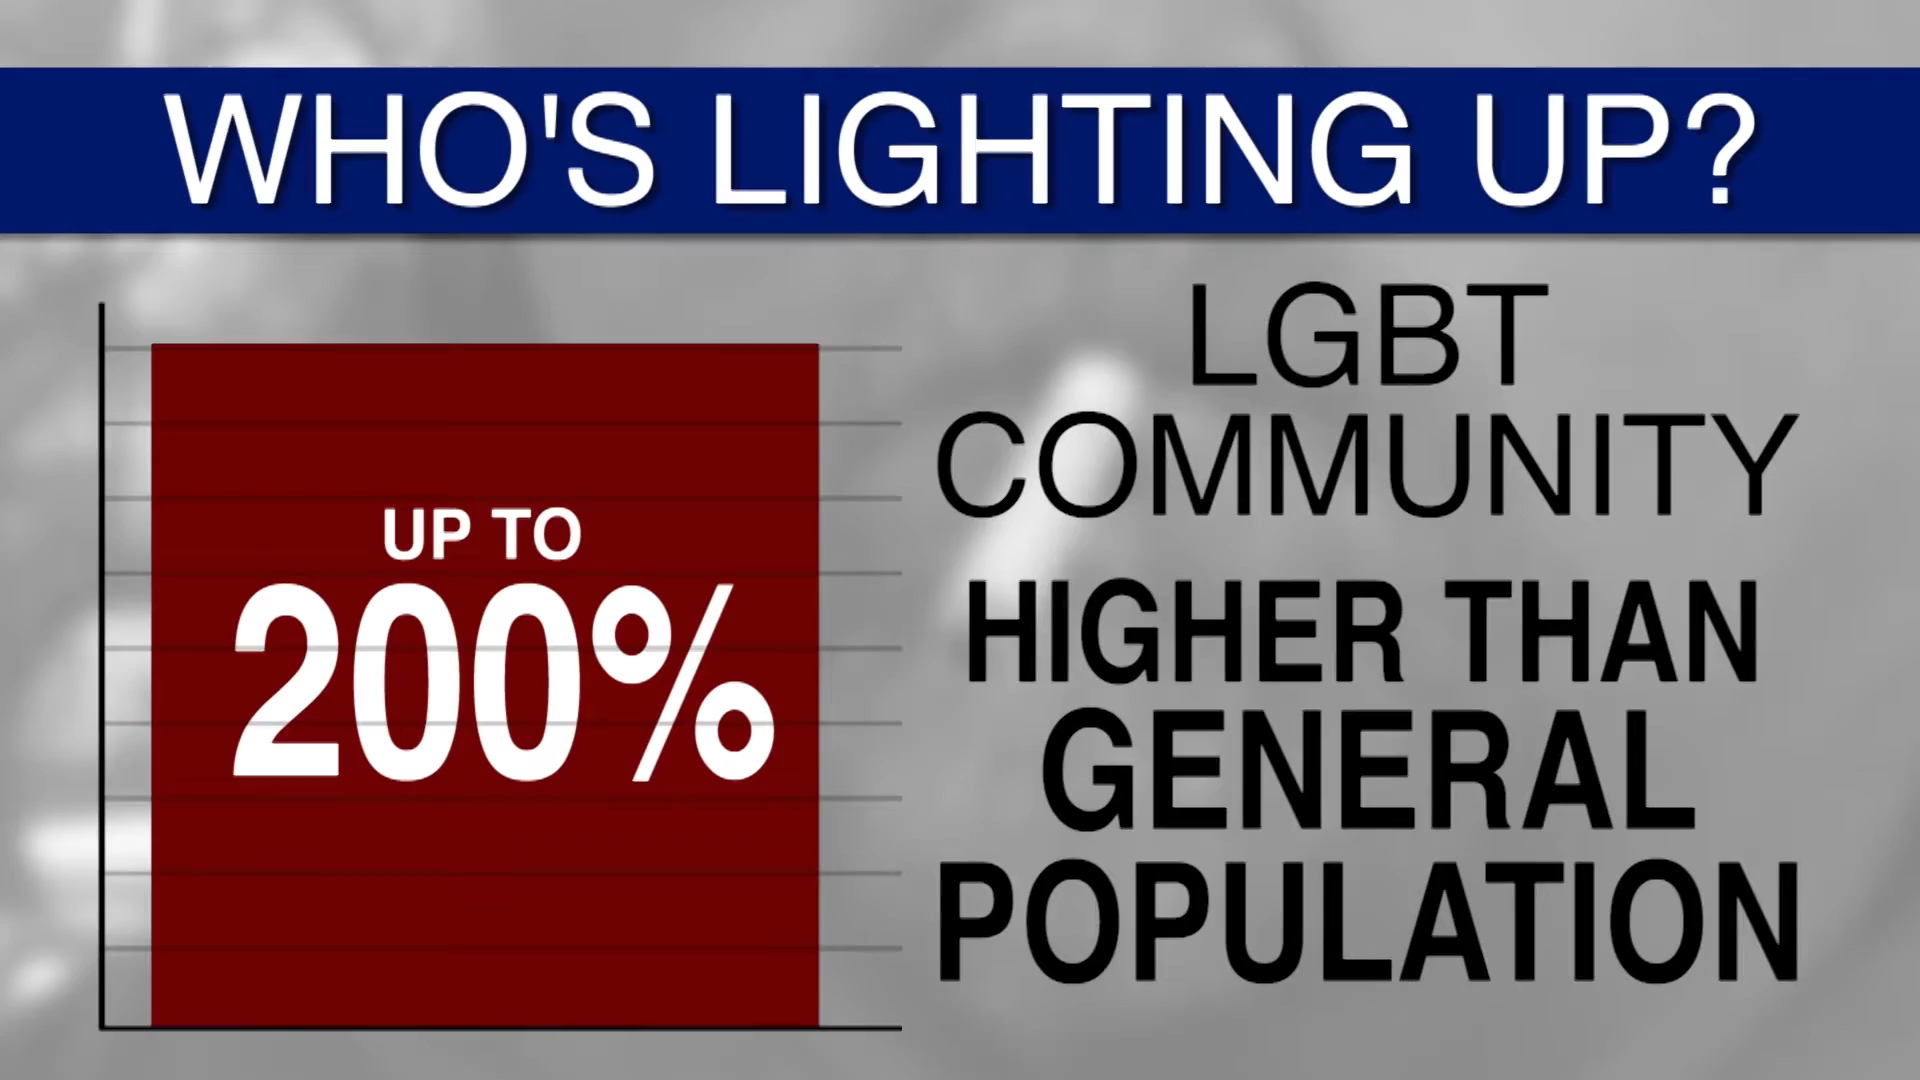 WHO'S LIGHTING UP?
UP TO
200%
LGBT
COMMUNITY
HIGHER THAN
GENERAL
POPULATION